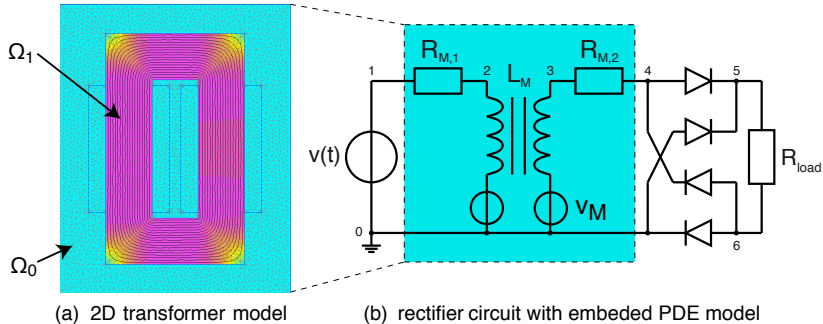 Ω1
Ω0
(a) 2D transformer model
RM,1
RM,2
1
2
LM
3
4
5
v(t)
Rload
vM
0
6
(b) rectifier circuit with embeded PDE model